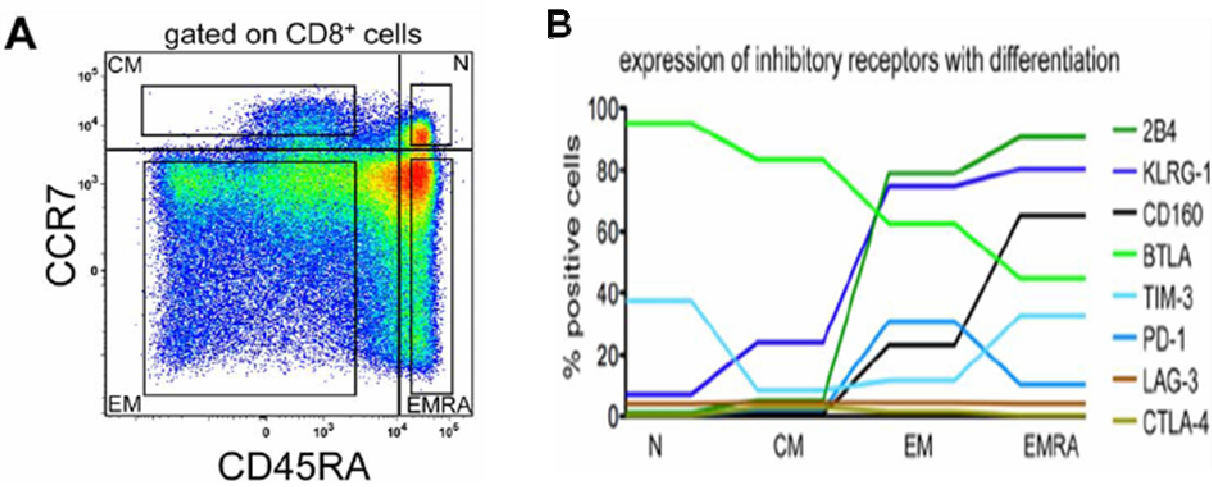 A
gated on CD8⁺ cells
CM
N
10⁵
10⁴
10³
0
CCR7
EM
EMRA
0
10³
10⁴
10⁵
CD45RA
B
expression of inhibitory receptors with differentiation
100
80
60
40
20
0
% positive cells
N
CM
EM
EMRA
2B4
KLRG-1
CD160
BTLA
TIM-3
PD-1
LAG-3
CTLA-4